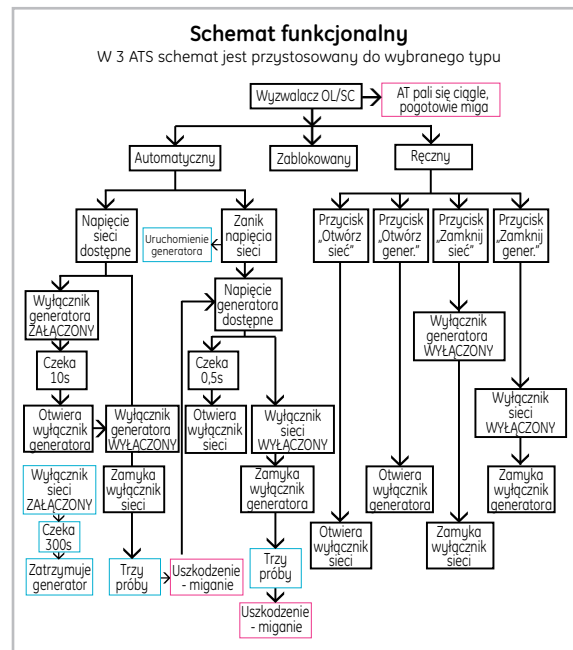 Schemat funkcjonalny
W 3 ATS schemat jest przystosowany do wybranego typu
Wyzwalacz OL/SC
AT pali się ciągle,
pogotowie miga
Automatyczny
Zablokowany
Ręczny
Napięcie
sieci
dostępne
Uruchomienie
generatora
Zanik
napięcia
sieci
Przycisk
„Otwórz
sieć"
Przycisk
„Otwórz
gener."
Przycisk
„Zamknij
sieć"
Przycisk
„Zamknij
gener."
Wyłącznik
generatora
ZAŁĄCZONY
Napięcie
generatora
dostępne
Wyłącznik
generatora
WYŁĄCZONY
Czeka
10s
Czeka
0,5s
Wyłącznik
sieci
WYŁĄCZONY
Otwiera
wyłącznik
generatora
Wyłącznik
generatora
WYŁĄCZONY
Otwiera
wyłącznik
sieci
Wyłącznik
sieci
WYŁĄCZONY
Wyłącznik
sieci
ZAŁĄCZONY
Zamyka
wyłącznik
sieci
Zamyka
wyłącznik
generatora
Otwiera
wyłącznik
generatora
Zamyka
wyłącznik
generatora
Czeka
300s
Otwiera
wyłącznik
sieci
Zamyka
wyłącznik
sieci
Zatrzymuje
generator
Trzy
próby
Uszkodzenie
- miganie
Trzy
próby
Uszkodzenie
- miganie